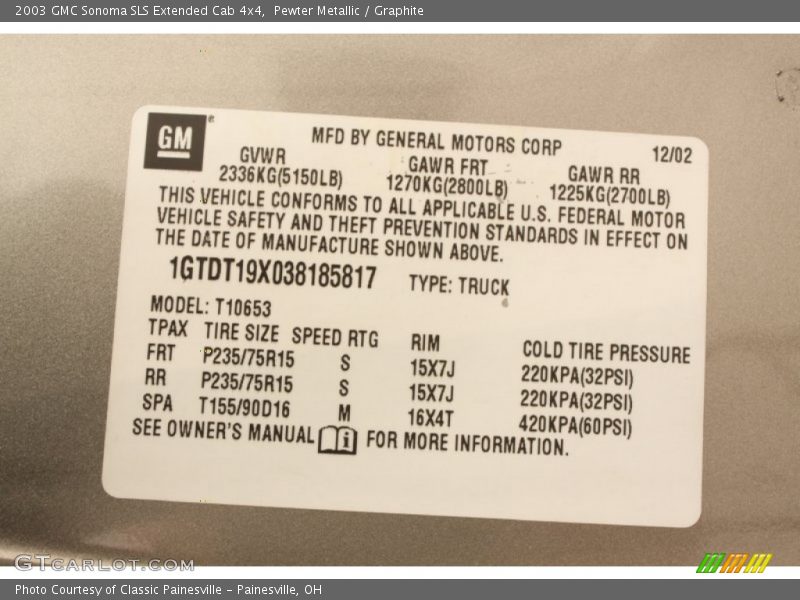 2003 GMC Sonoma SLS Extended Cab 4x4,  Pewter Metallic / Graphite
GM
MFD BY GENERAL MOTORS CORP
12/02
GVWR GAWR FRT GAWR RR
2336KG(5150LB) 1270KG(2800LB) 1225KG(2700LB)
THIS VEHICLE CONFORMS TO ALL APPLICABLE U.S. FEDERAL MOTOR
VEHICLE SAFETY AND THEFT PREVENTION STANDARDS IN EFFECT ON
THE DATE OF MANUFACTURE SHOWN ABOVE.
1GTDT19X038185817 TYPE: TRUCK
MODEL: T10653
TPAX TIRE SIZE SPEED RTG RIM COLD TIRE PRESSURE
FRT P235/75R15 S 15X7J 220KPA(32PSI)
RR P235/75R15 S 15X7J 220KPA(32PSI)
SPA T155/90D16 M 16X4T 420KPA(60PSI)
SEE OWNER'S MANUAL i FOR MORE INFORMATION.
GTCARLOT.COM
Photo Courtesy of Classic Painesville - Painesville, OH